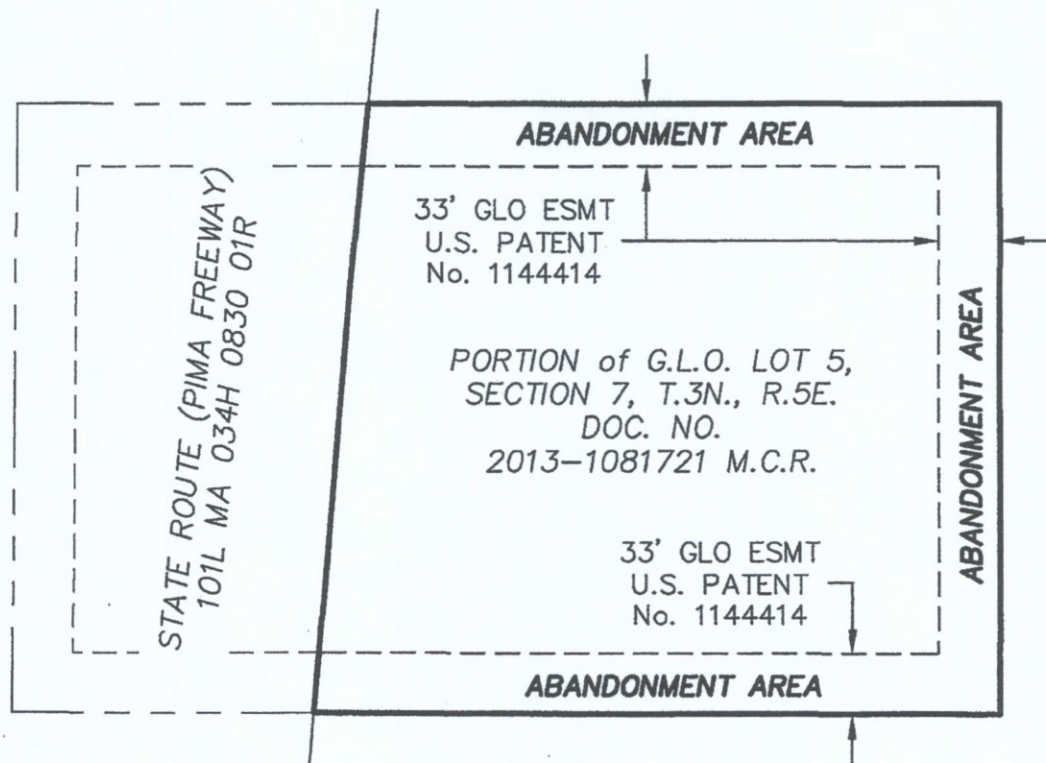 ABANDONMENT AREA
33' GLO ESMT
U.S. PATENT
No. 1144414
STATE ROUTE (PIMA FREEWAY)
101L MA 034H 0830 01R
PORTION of G.L.O. LOT 5,
SECTION 7, T.3N., R.5E.
DOC. NO.
2013-1081721 M.C.R.
ABANDONMENT AREA
33' GLO ESMT
U.S. PATENT
No. 1144414
ABANDONMENT AREA